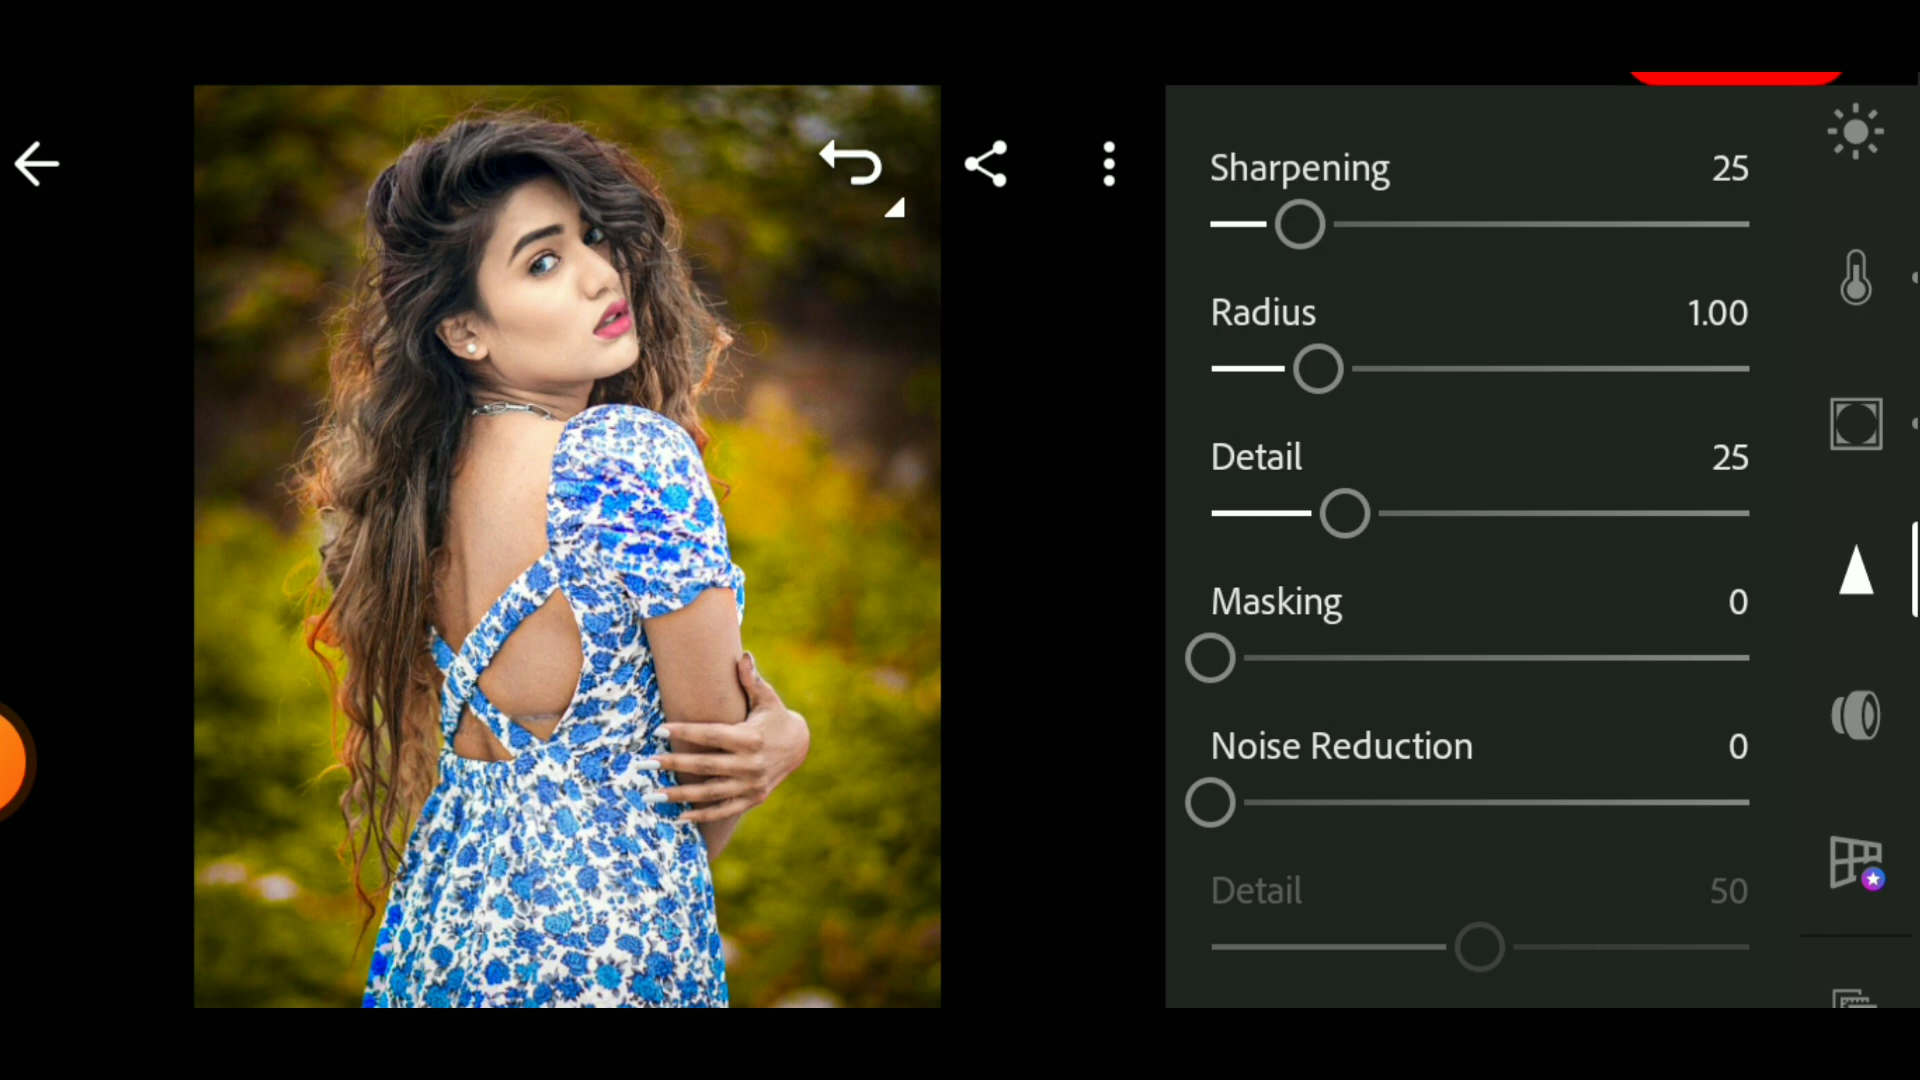 Sharpening 25
Radius 1.00
Detail 25
Masking 0
Noise Reduction 0
Detail 50